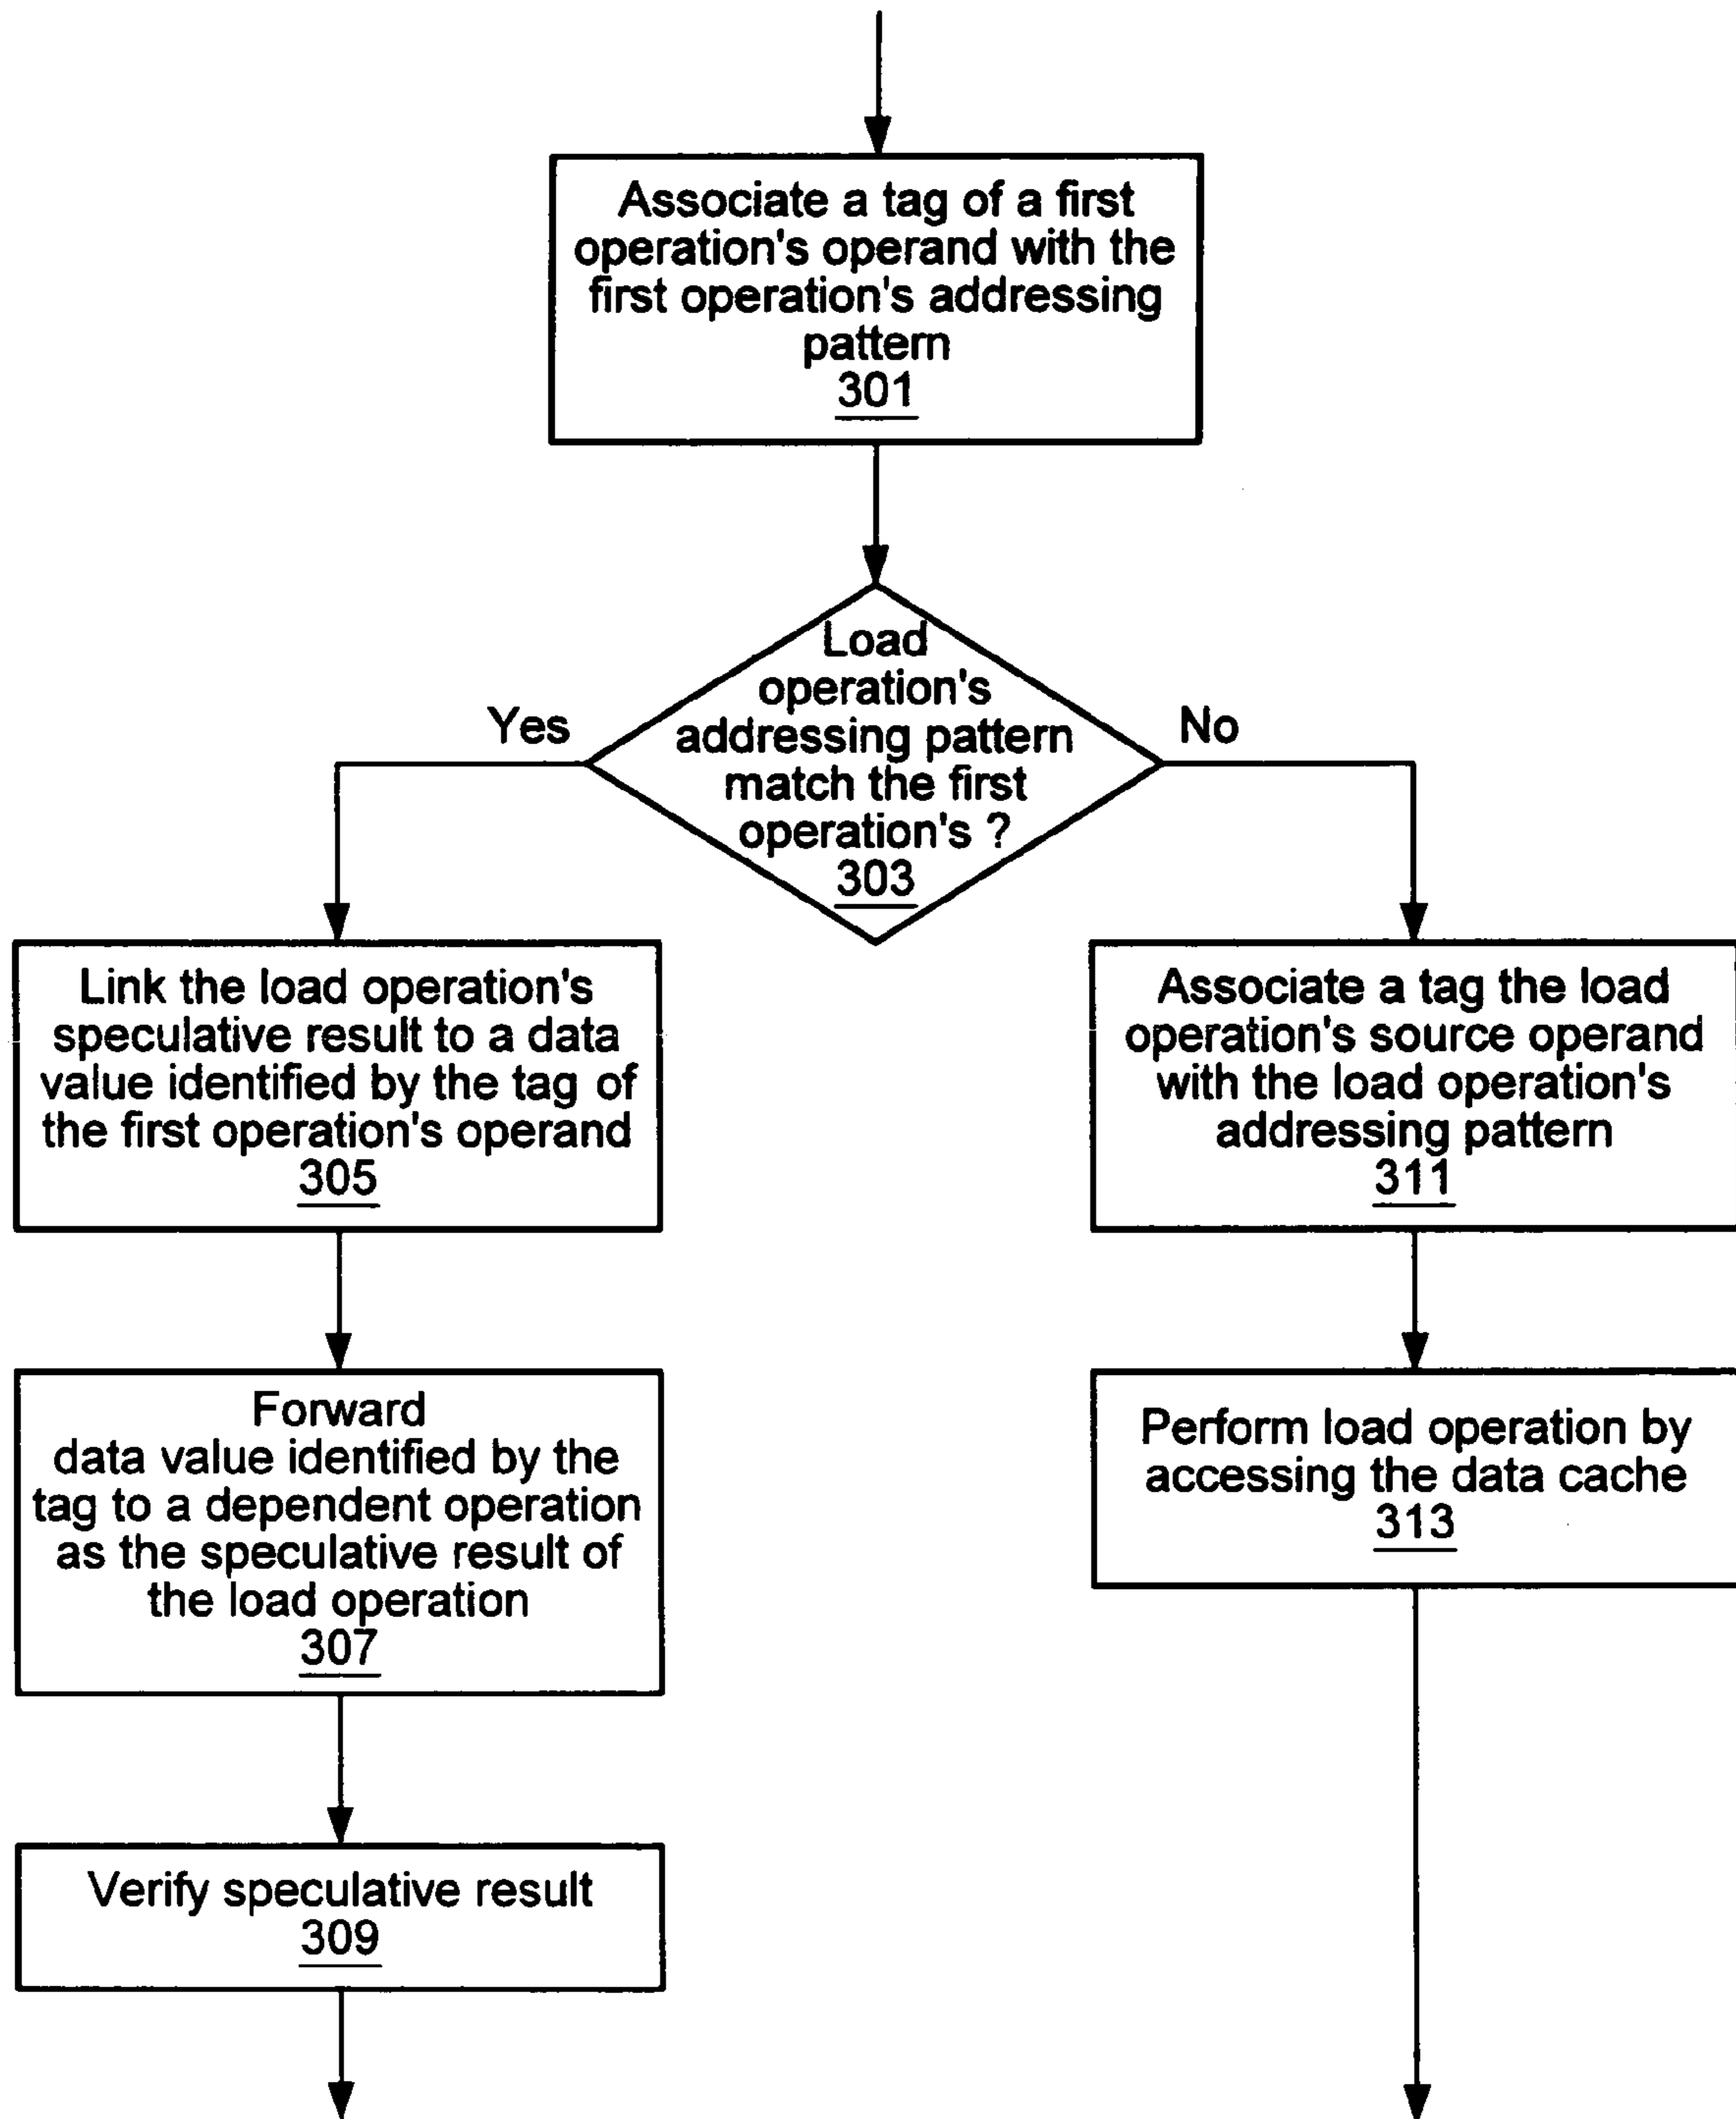 Associate a tag of a first
operation's operand with the
first operation's addressing
pattern
301
Load
operation's
addressing pattern
match the first
operation's ?
303
Yes
No
Link the load operation's
speculative result to a data
value identified by the tag of
the first operation's operand
305
Associate a tag the load
operation's source operand
with the load operation's
addressing pattern
311
Forward
data value identified by the
tag to a dependent operation
as the speculative result of
the load operation
307
Perform load operation by
accessing the data cache
313
Verify speculative result
309